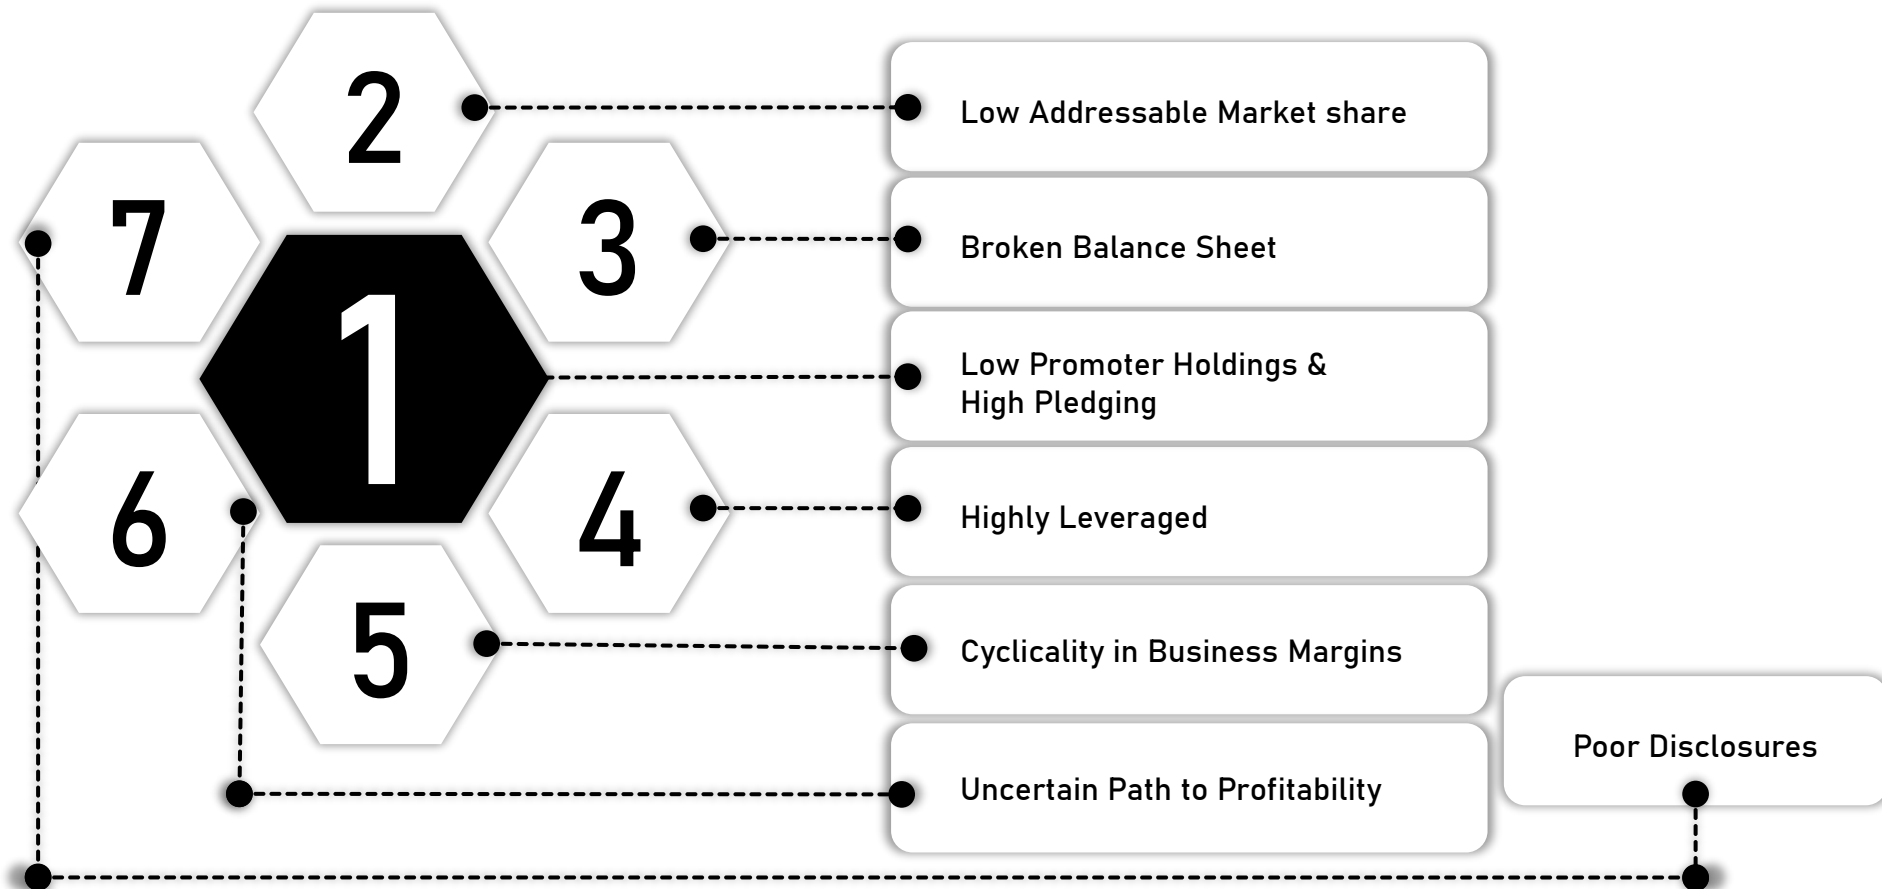 2
Low Addressable Market share
7
3
Broken Balance Sheet
1
Low Promoter Holdings &
High Pledging
6
4
Highly Leveraged
5
Cyclicality in Business Margins
Poor Disclosures
Uncertain Path to Profitability